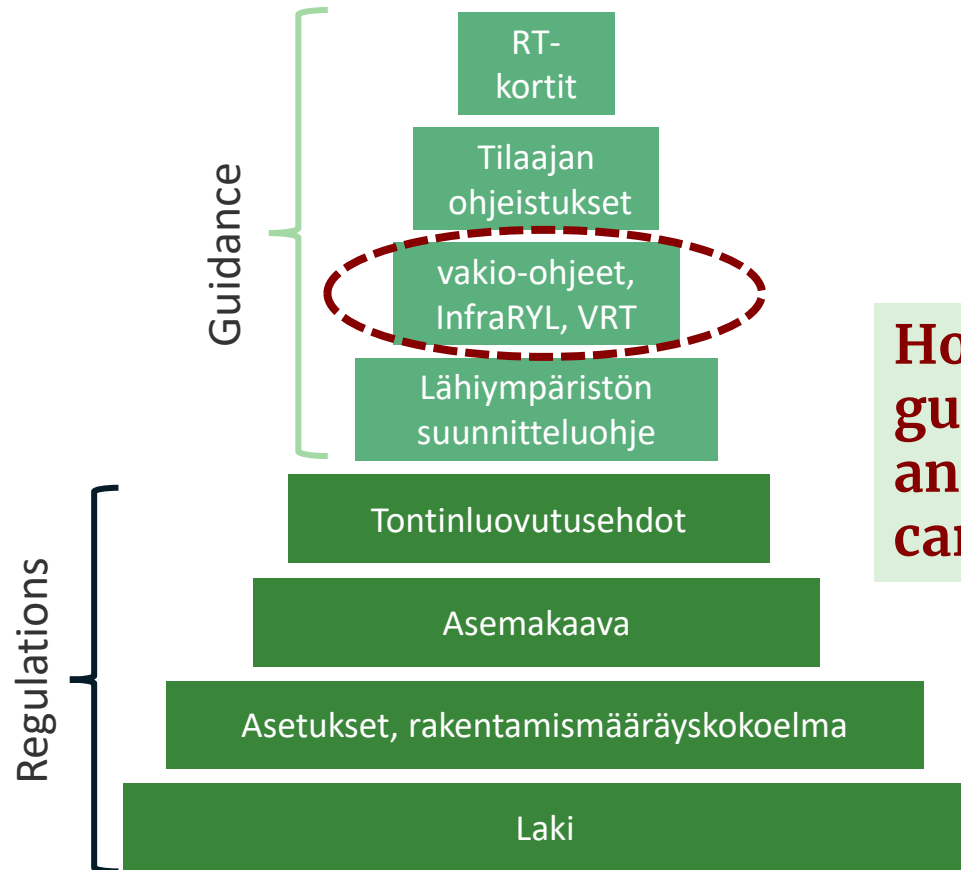 RT-
kortit
Tilaajan
ohjeistukset
vakio-ohjeet,
InfraRYL, VRT
Lähiympäristön
suunnitteluohje
Guidance
Tontinluovutusehdot
Asemakaava
Asetukset, rakentamismääräyskokoelma
Laki
Regulations
Ho
gu
an
car